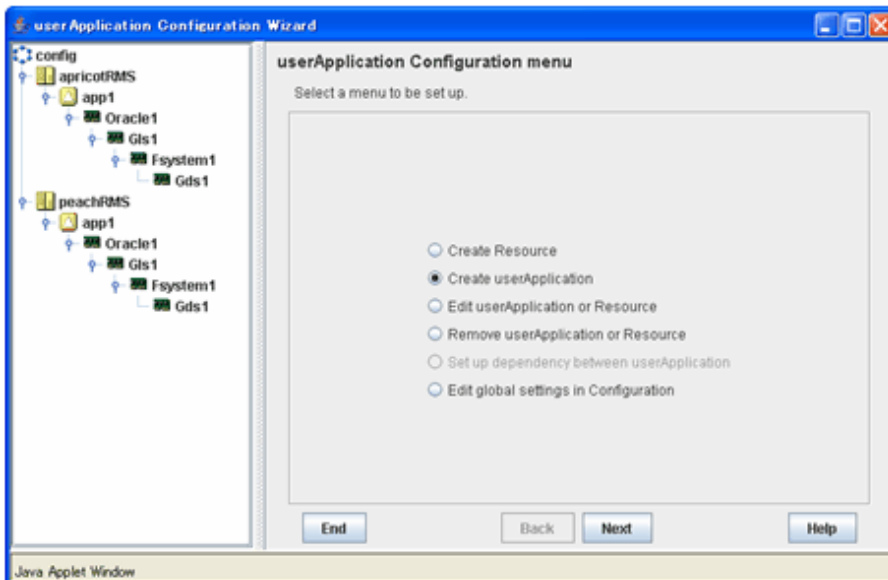 userApplication Configuration Wizard
config
apricotRMS
app1
Oracle1
Gls1
Fsystem1
Gds1
peachRMS
app1
Oracle1
Gls1
Fsystem1
Gds1
userApplication Configuration menu
Select a menu to be set up.
Create Resource
Create userApplication
Edit userApplication or Resource
Remove userApplication or Resource
Set up dependency between userApplication
Edit global settings in Configuration
End Back Next Help
Java Applet Window